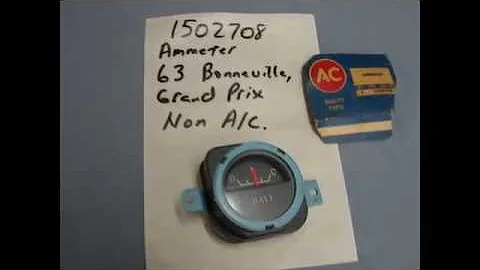 1502708
Ammeter
63 Bonneville,
Grand Prix
Non A/C.
AC
D C
BATT